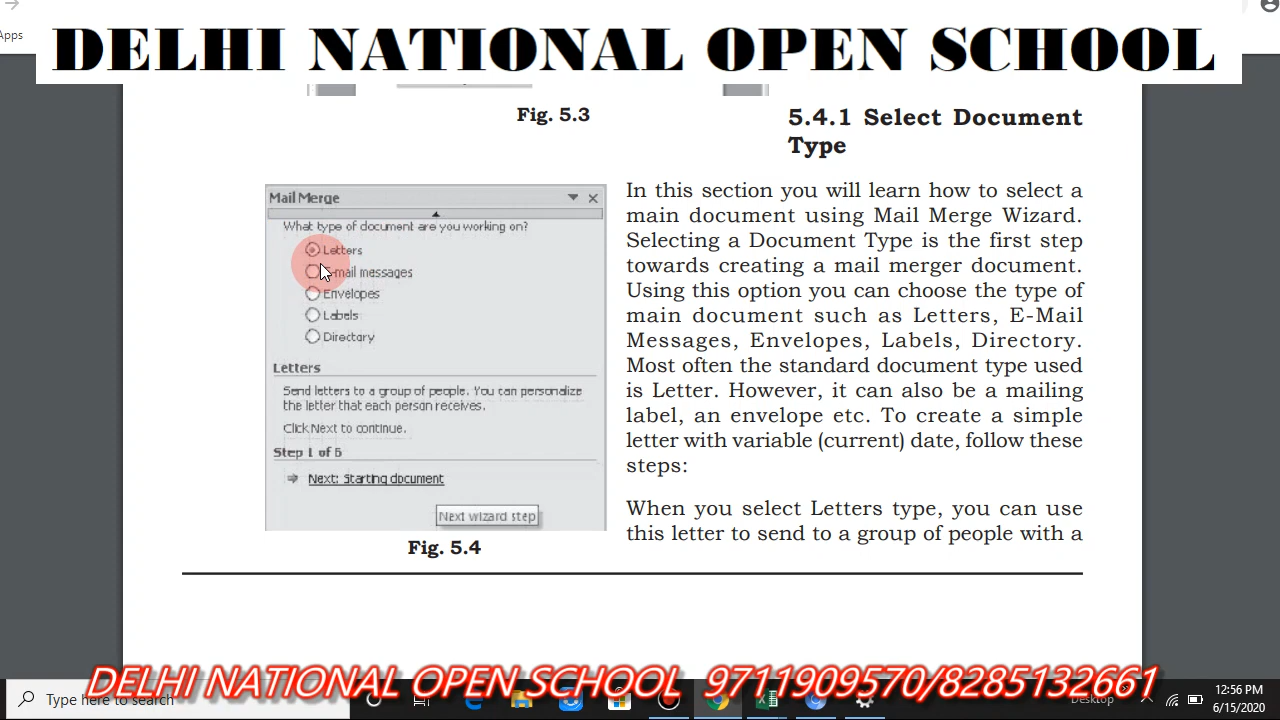 Apps
DELHI NATIONAL OPEN SCHOOL
Fig. 5.3
5.4.1 Select Document
Type
Mail Merge
What type of document are you working on?
Letters
E-mail messages
Envelopes
Labels
Directory
Letters
Send letters to a group of people. You can personalize
the letter that each person receives.
Click Next to continue.
Step 1 of 6
Next: Starting document
Next wizard step
Fig. 5.4
In this section you will learn how to select a
main document using Mail Merge Wizard.
Selecting a Document Type is the first step
towards creating a mail merger document.
Using this option you can choose the type of
main document such as Letters, E-Mail
Messages, Envelopes, Labels, Directory.
Most often the standard document type used
is Letter. However, it can also be a mailing
label, an envelope etc. To create a simple
letter with variable (current) date, follow these
steps:
When you select Letters type, you can use
this letter to send to a group of people with a
DELHI NATIONAL OPEN SCHOOL 9711909570/8285132661
Type here to search
Desktop
12:56 PM
6/15/2020